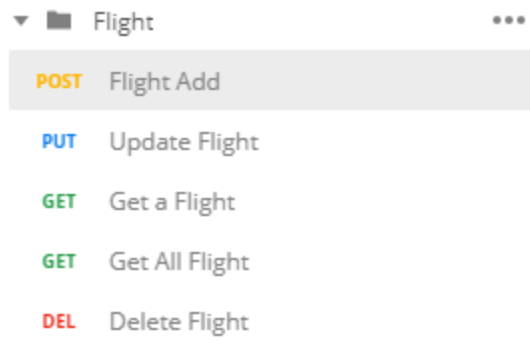 Flight
POST Flight Add
PUT Update Flight
GET Get a Flight
GET Get All Flight
DEL Delete Flight